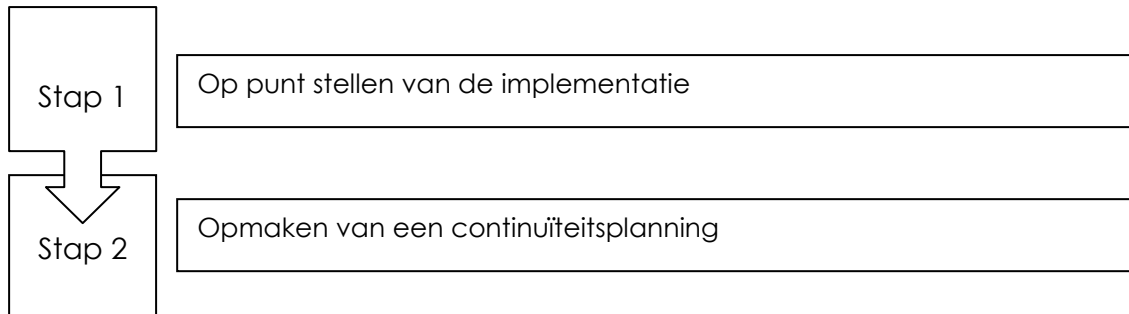 Stap 1
Op punt stellen van de implementatie
Stap 2
Opmaken van een continuïteitsplanning